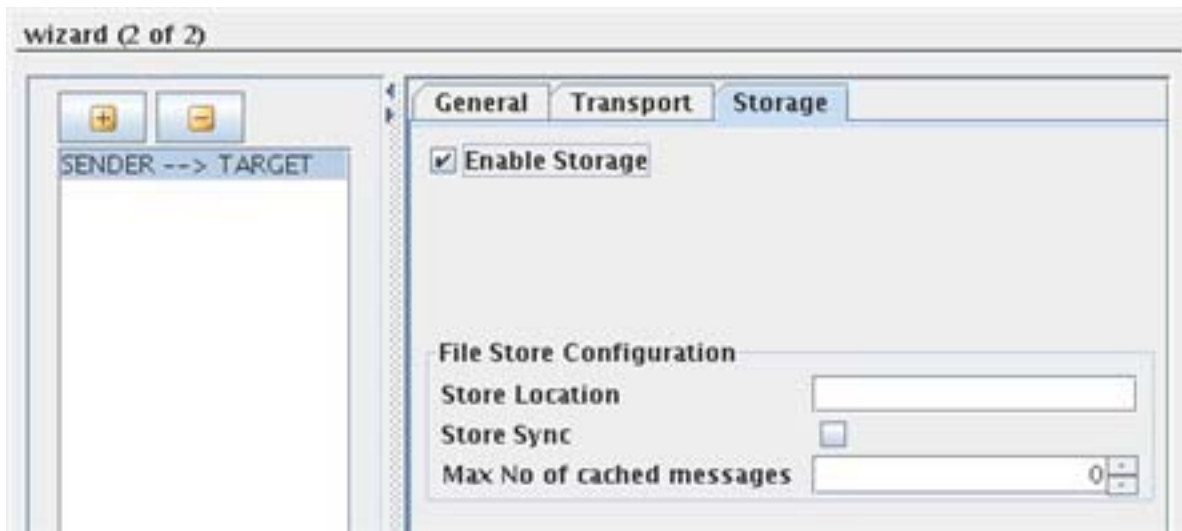 wizard (2 of 2)
SENDER --> TARGET
General Transport Storage
Enable Storage
File Store Configuration
Store Location
Store Sync
Max No of cached messages 0